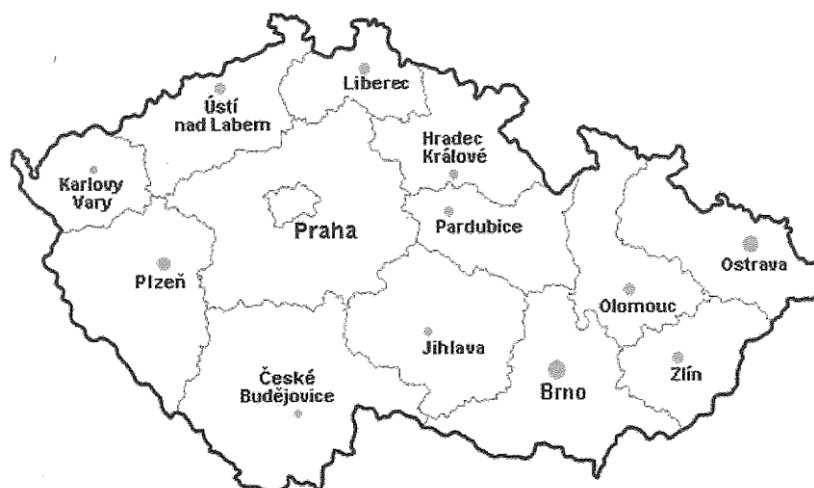 Liberec
Ústí
nad Labem
Hradec
Králové
Karlovy
Vary
Praha
Pardubice
Plzeň
Ostrava
Olomouc
Jihlava
České
Budějovice
Brno
Zlín